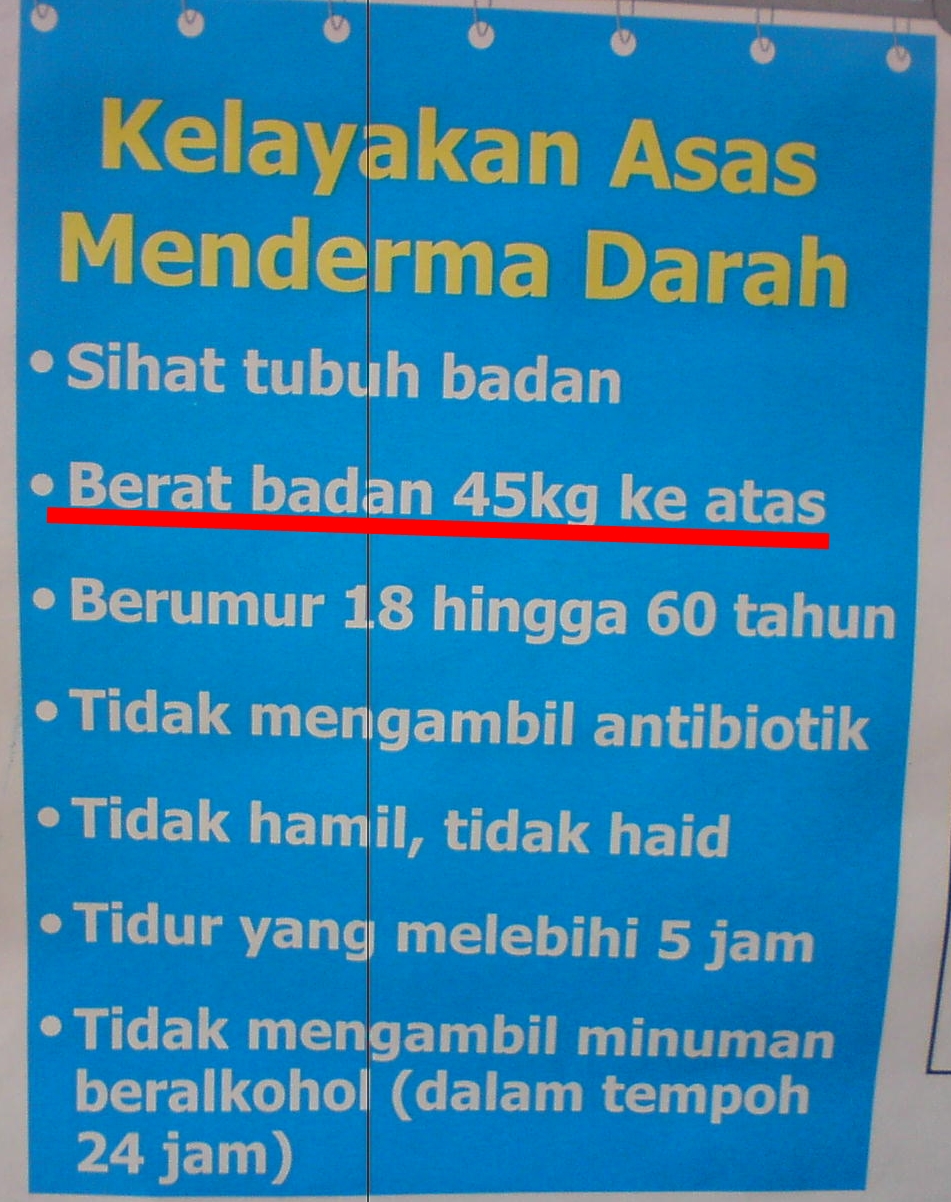 Kelayakan Asas
Menderma Darah
• Sihat tubuh badan
• Berat badan 45kg ke atas
• Berumur 18 hingga 60 tahun
• Tidak mengambil antibiotik
• Tidak hamil, tidak haid
• Tidur yang melebihi 5 jam
• Tidak mengambil minuman
beralkohol (dalam tempoh
24 jam)